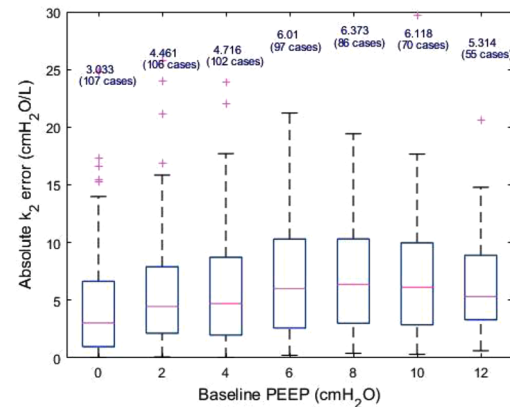 30
25
20
15
10
5
0
Absolute k2 error (cmH2O/L)
3.033
(107 cases)
4.461
(106 cases)
4.716
(102 cases)
6.01
(97 cases)
6.373
(86 cases)
6.118
(70 cases)
5.314
(55 cases)
0 2 4 6 8 10 12
Baseline PEEP (cmH2O)